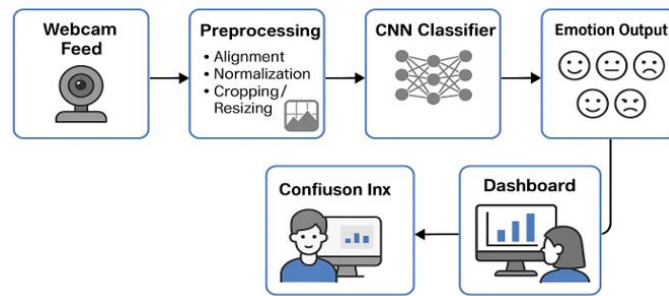 Webcam
Feed
Preprocessing
• Alignment
• Normalization
• Cropping/
Resizing
CNN Classifier
Emotion Output
Confiuson Inx
Dashboard